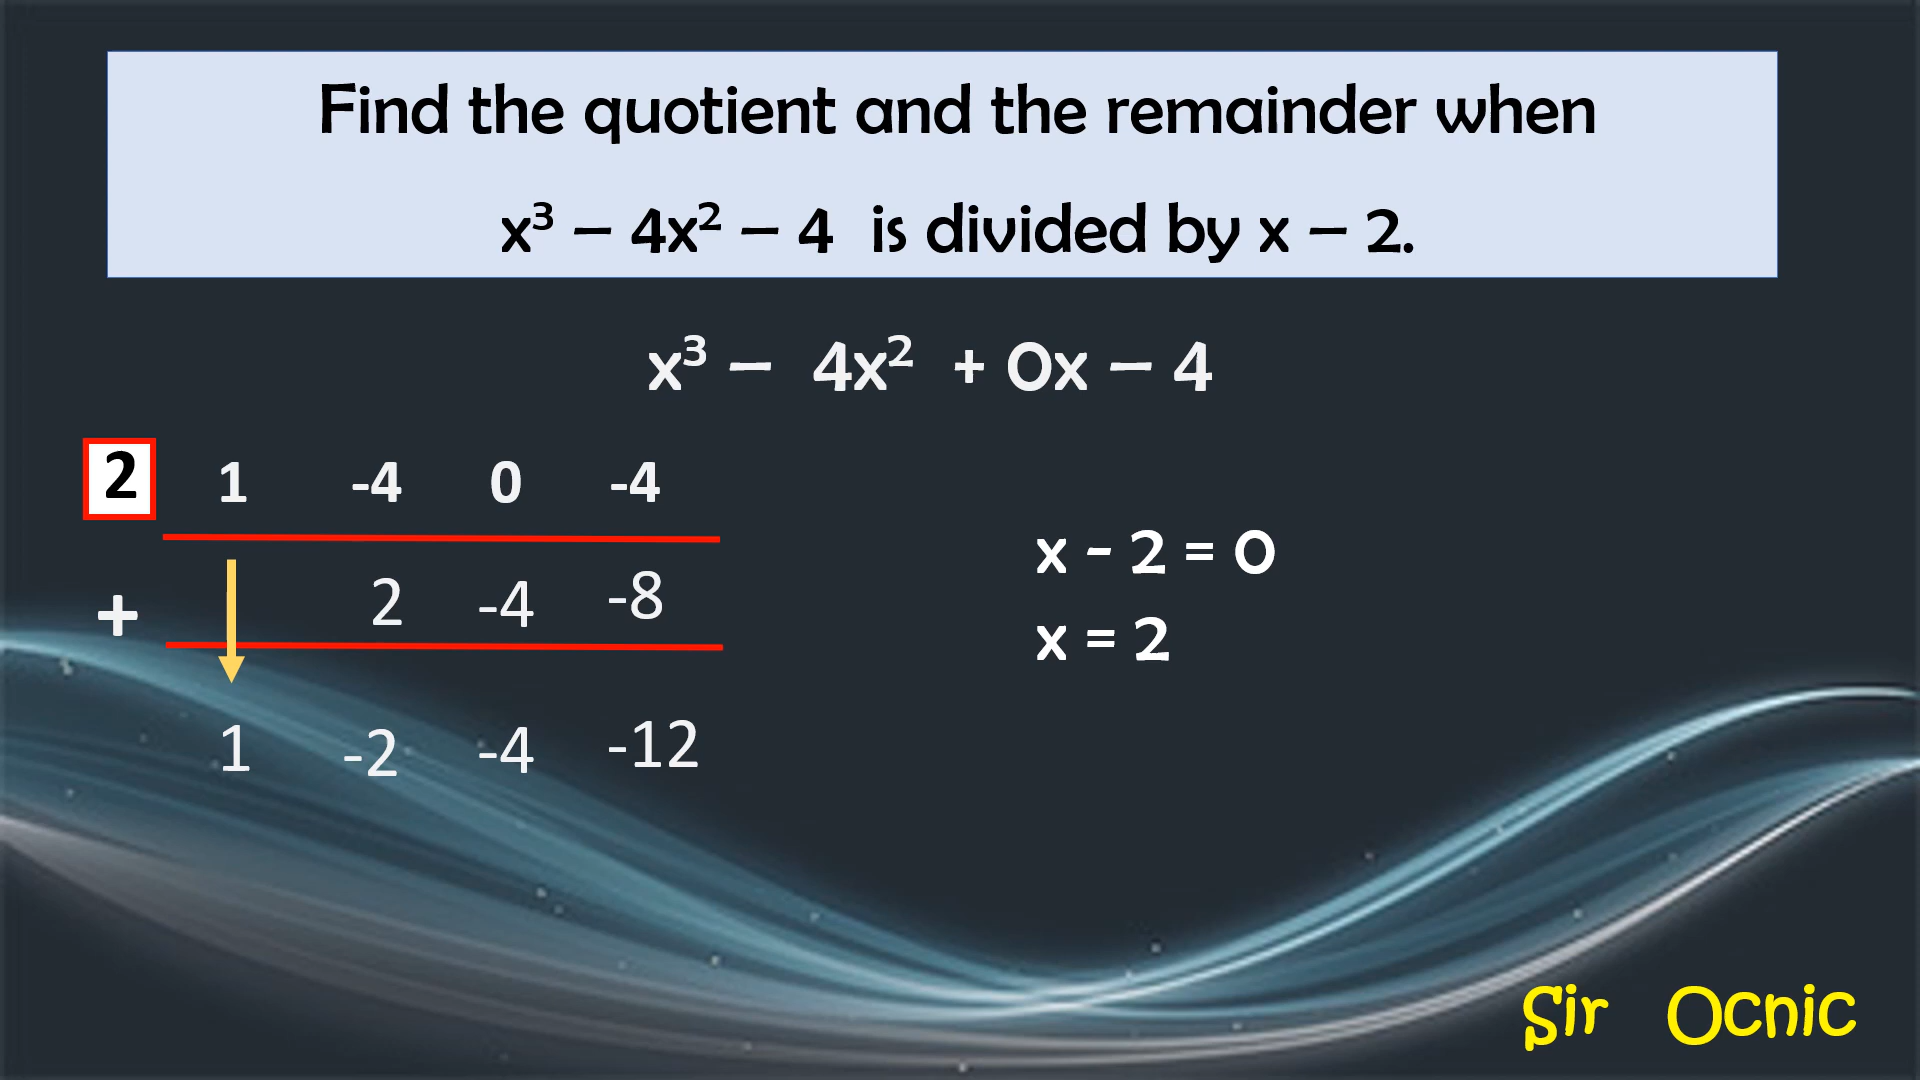 Find the quotient and the remainder when
x³ – 4x² – 4 is divided by x – 2.
x³ – 4x² + 0x – 4
2 1 -4 0 -4
x - 2 = 0
+ 2 -4 -8
x = 2
1 -2 -4 -12
Sir Ocnic